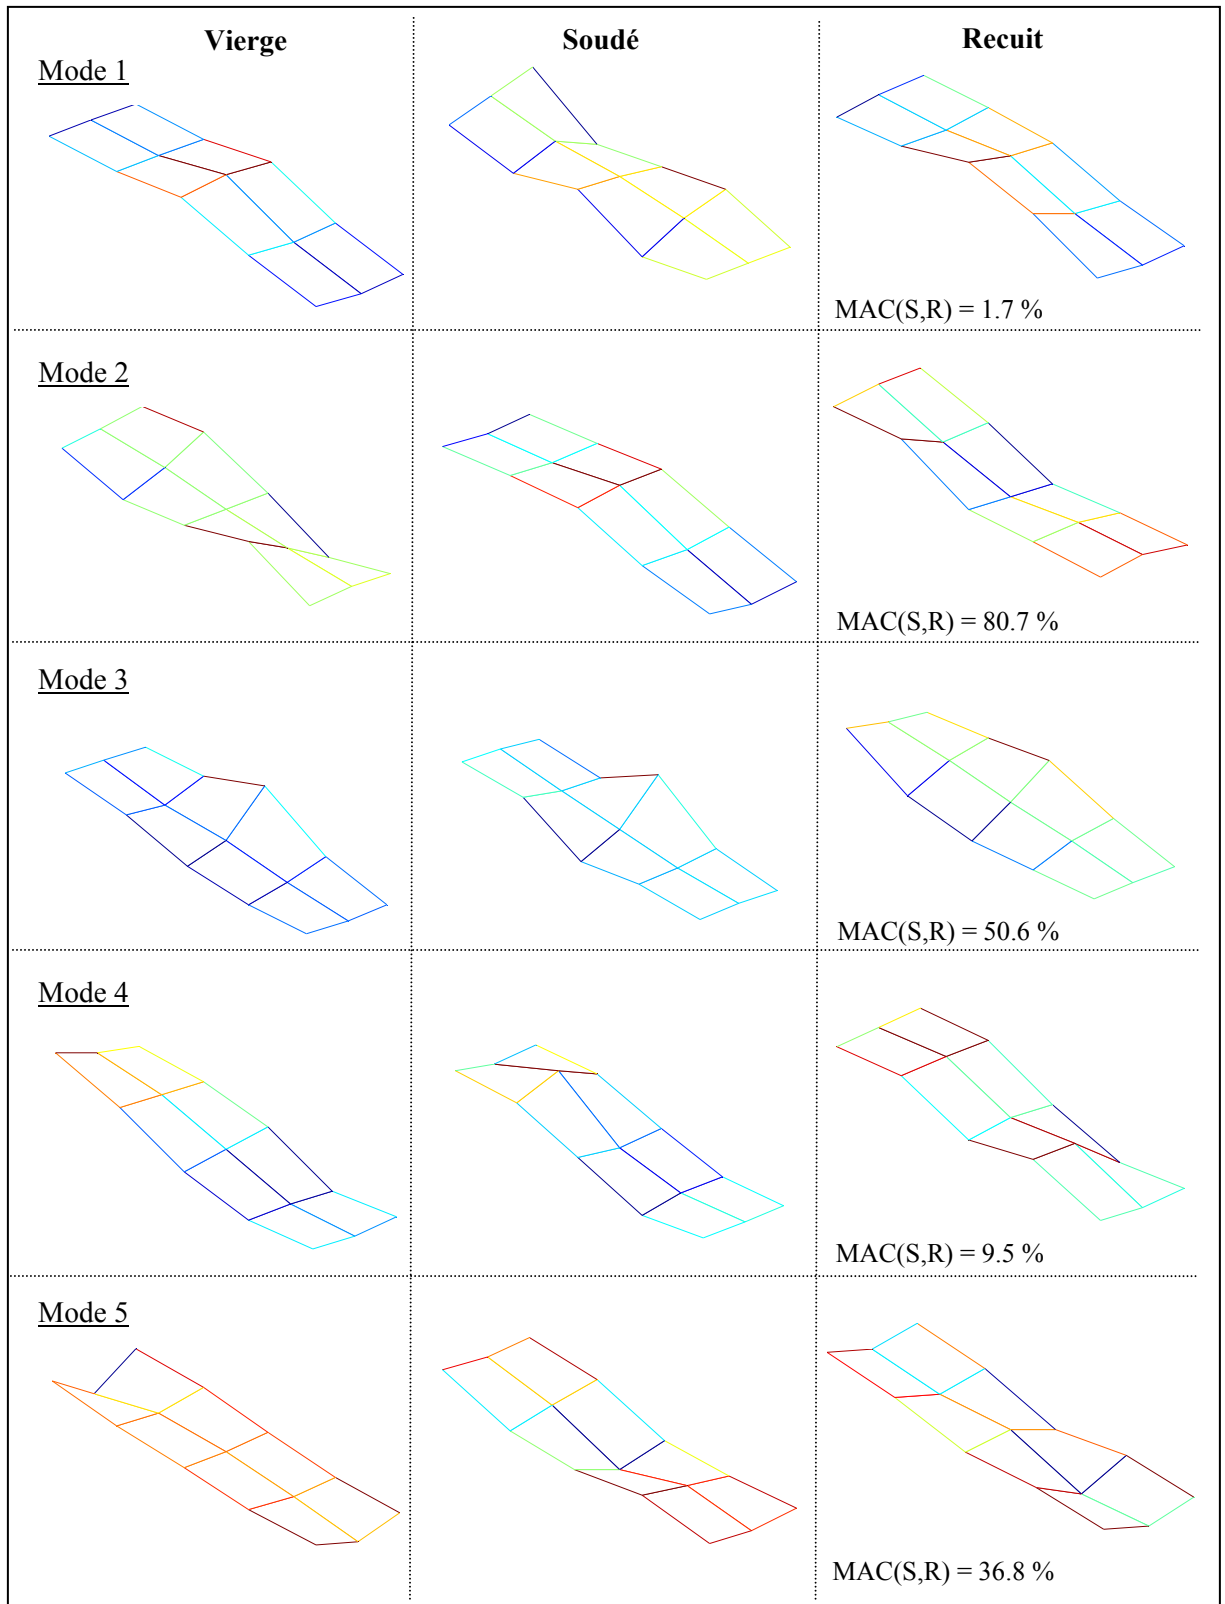 Vierge Soudé Recuit
Mode 1
MAC(S,R) = 1.7 %
Mode 2
MAC(S,R) = 80.7 %
Mode 3
MAC(S,R) = 50.6 %
Mode 4
MAC(S,R) = 9.5 %
Mode 5
MAC(S,R) = 36.8 %